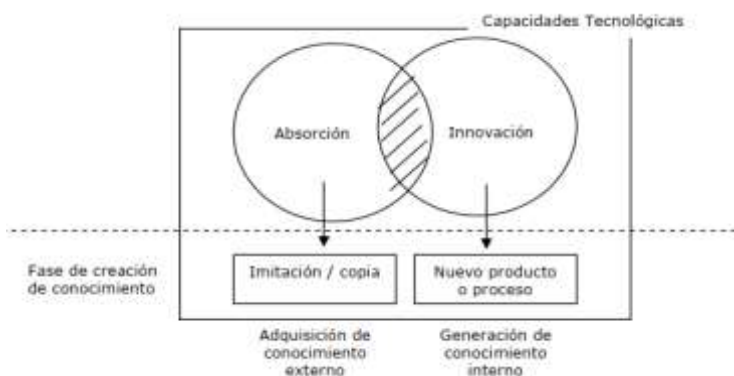 Capacidades Tecnológicas
Absorción
Innovación
Fase de creación
de conocimiento
Imitación / copia
Nuevo producto
o proceso
Adquisición de
conocimiento
externo
Generación de
conocimiento
interno